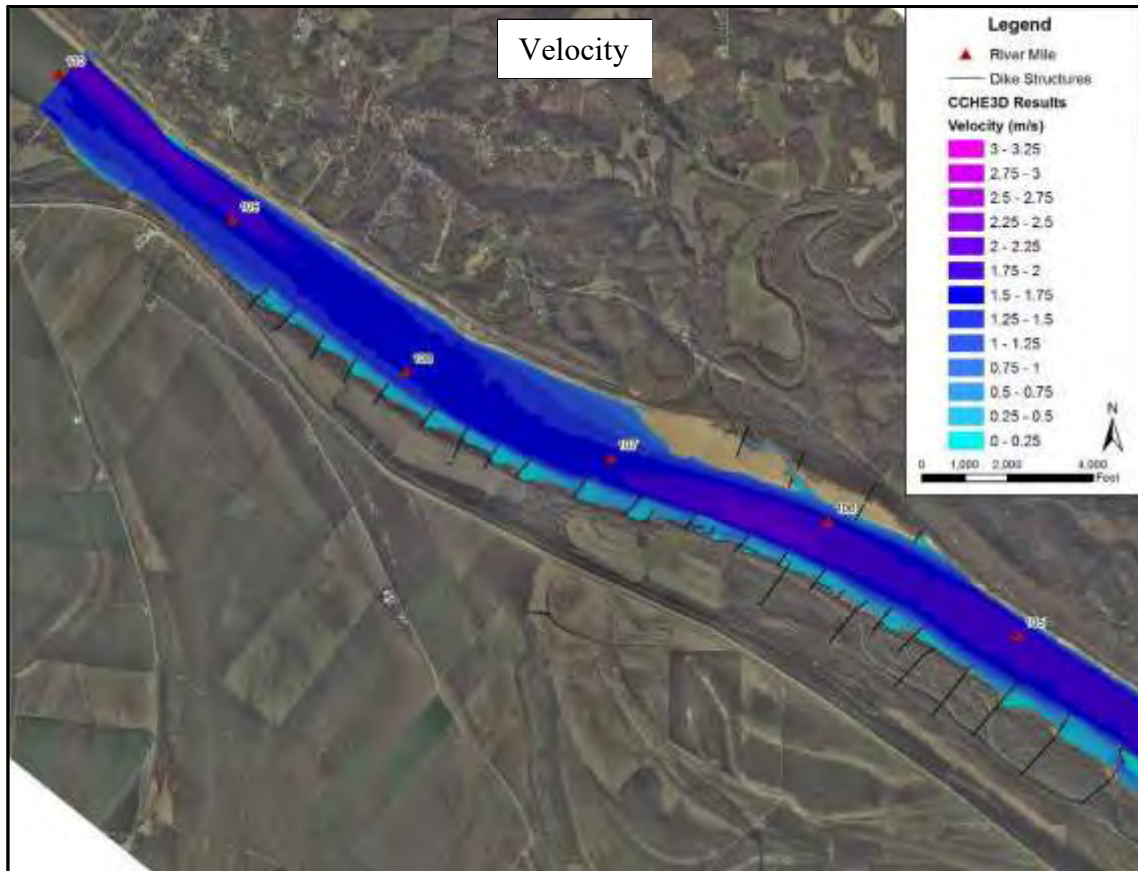 Velocity
Legend
River Mile
Dike Structures
CCHE3D Results
Velocity (m/s)
3 - 3.25
2.75 - 3
2.5 - 2.75
2.25 - 2.5
2 - 2.25
1.75 - 2
1.5 - 1.75
1.25 - 1.5
1 - 1.25
0.75 - 1
0.5 - 0.75
0.25 - 0.5
0 - 0.25
N
0 1,000 2,000 4,000
Feet
107
105